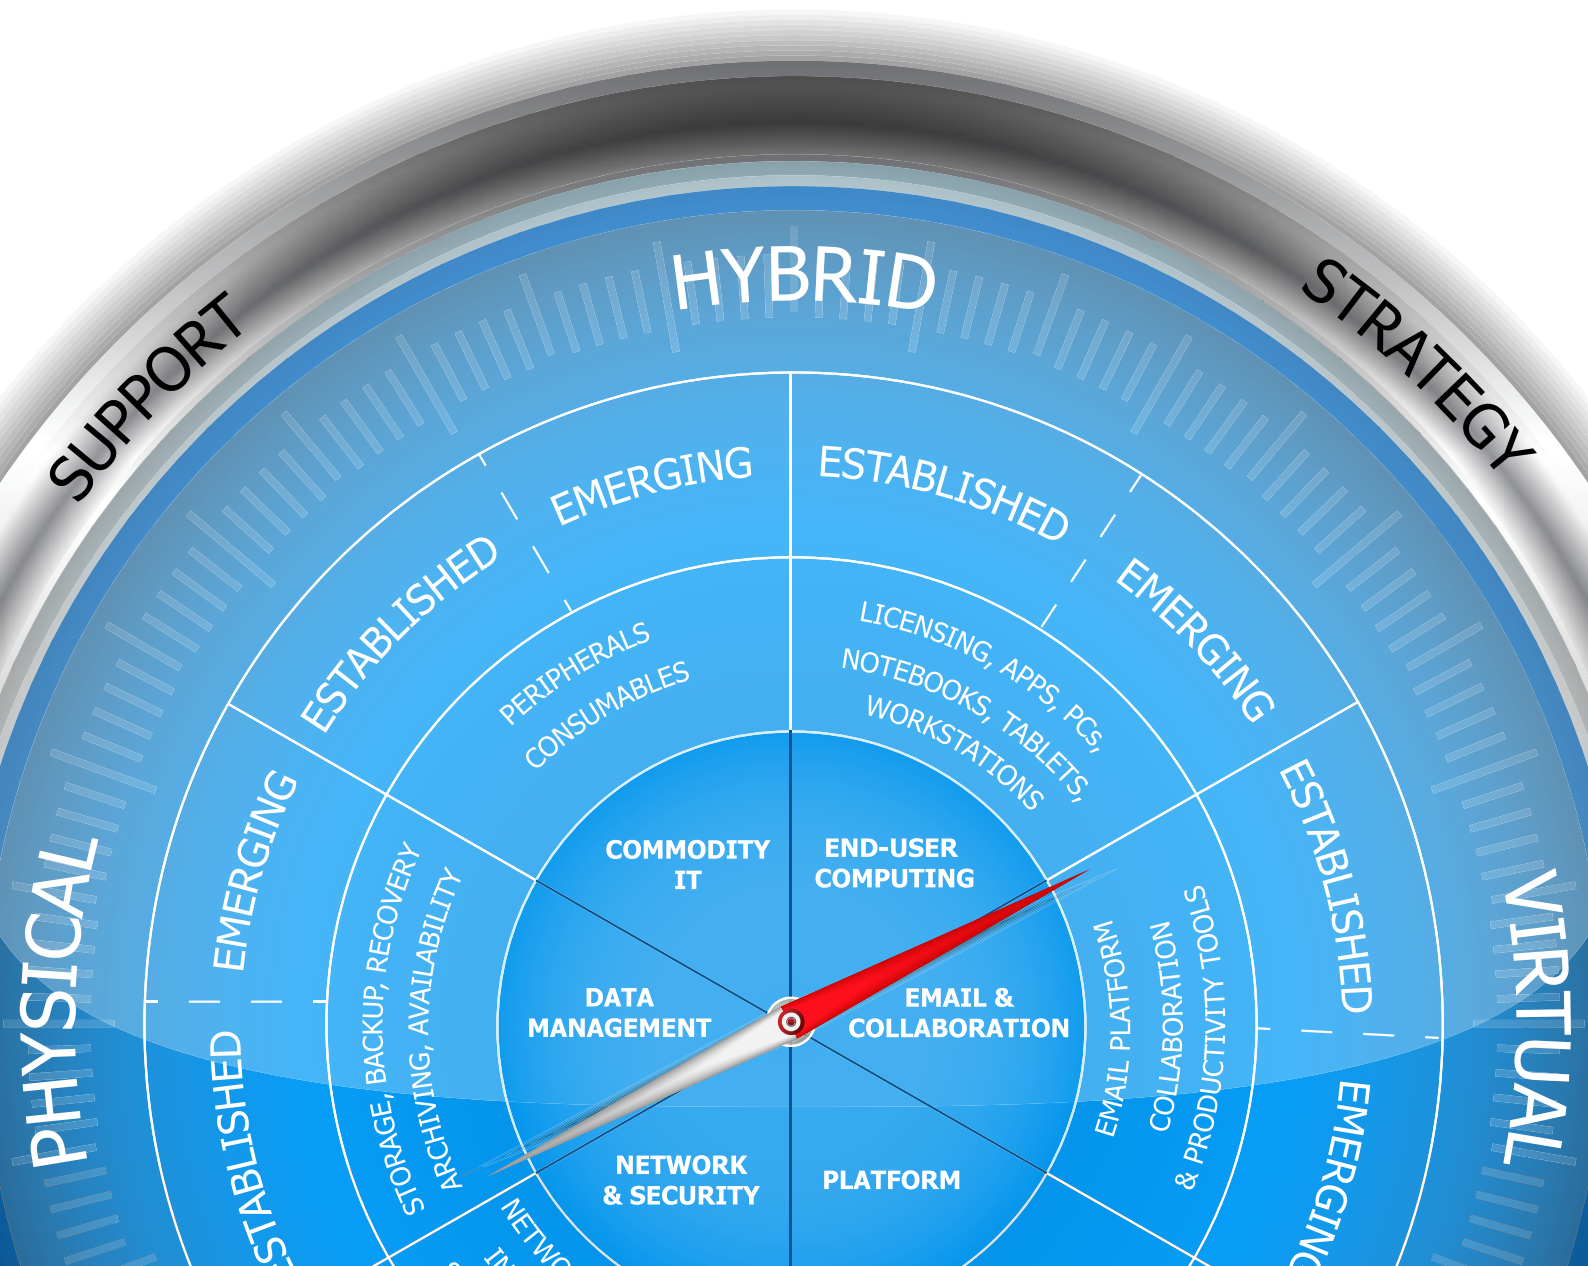 HYBRID
SUPPORT
STRATEGY
PHYSICAL
VIRTUAL
EMERGING
ESTABLISHED
ESTABLISHED
EMERGING
EMERGING
ESTABLISHED
ESTABLISHED
EMERGING
PERIPHERALS
CONSUMABLES
LICENSING, APPS, PCs,
NOTEBOOKS, TABLETS,
WORKSTATIONS
STORAGE, BACKUP, RECOVERY
ARCHIVING, AVAILABILITY
EMAIL PLATFORM
COLLABORATION
& PRODUCTIVITY TOOLS
COMMODITY
IT
END-USER
COMPUTING
DATA
MANAGEMENT
EMAIL &
COLLABORATION
NETWORK
& SECURITY
PLATFORM